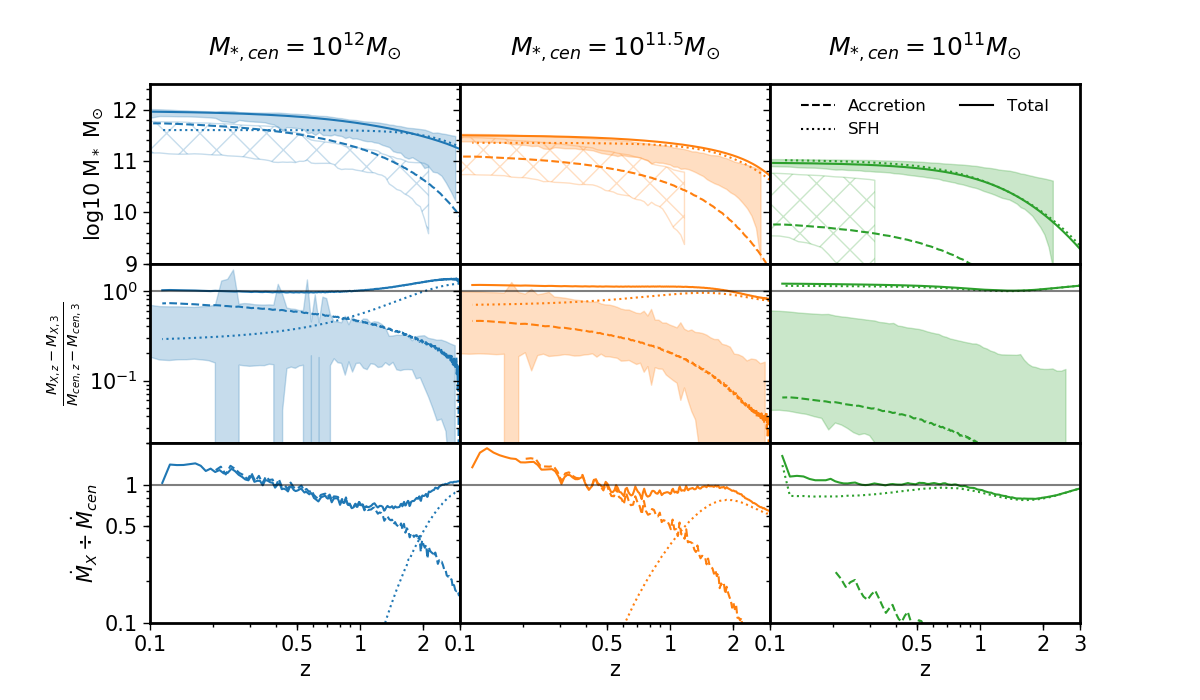 M*,cen = 10^12 M⊙ M*,cen = 10^11.5 M⊙ M*,cen = 10^11 M⊙
log10 M* M⊙
12
11
10
9
Accretion
SFH
Total
(M_X,z − M_X,3) / (M_cen,z − M_cen,3)
10^0
10^−1
Ṁ_X ÷ Ṁ_cen
1
0.5
0.1
0.1 0.5 1 2 0.1 0.5 1 2 0.1 0.5 1 2 3
z z z